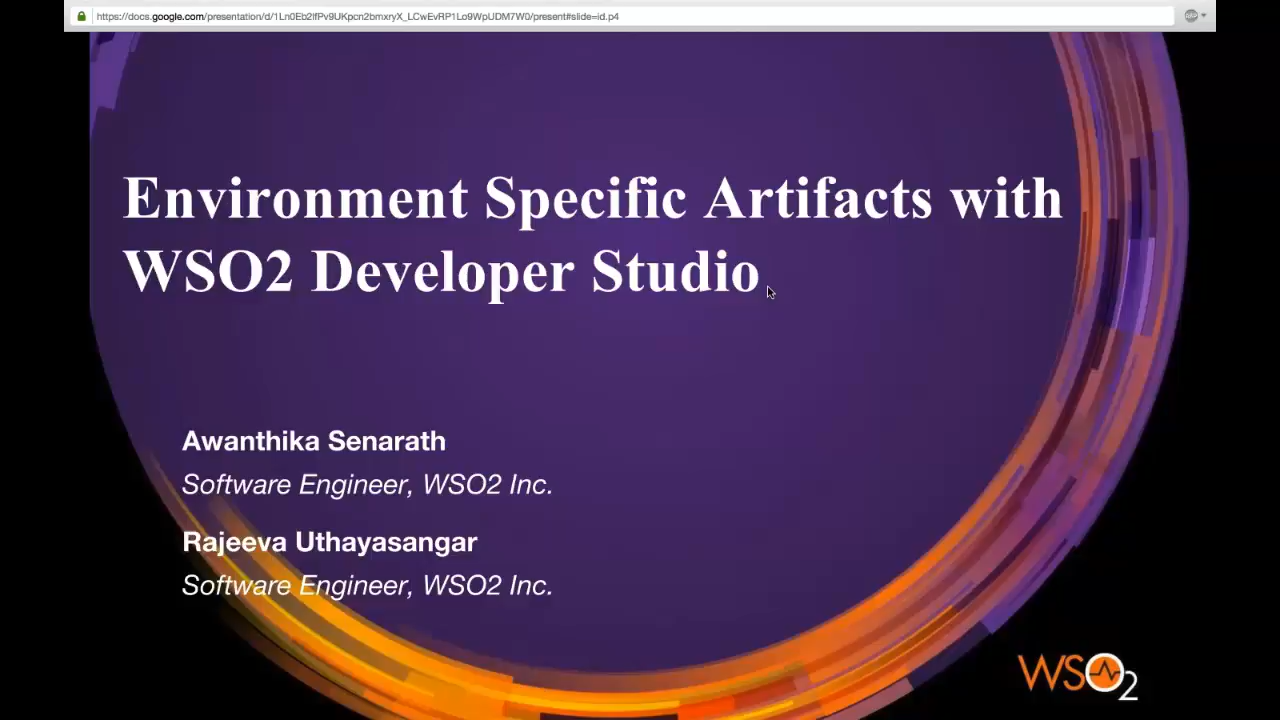 https://docs.google.com/presentation/d/1Ln0Eb2lfPv9UKpcn2bmxryX_LCwEvRP1Lo9WpUDM7W0/present#slide=id.p4
Environment Specific Artifacts with
WSO2 Developer Studio
Awanthika Senarath
Software Engineer, WSO2 Inc.
Rajeeva Uthayasangar
Software Engineer, WSO2 Inc.
WSO2